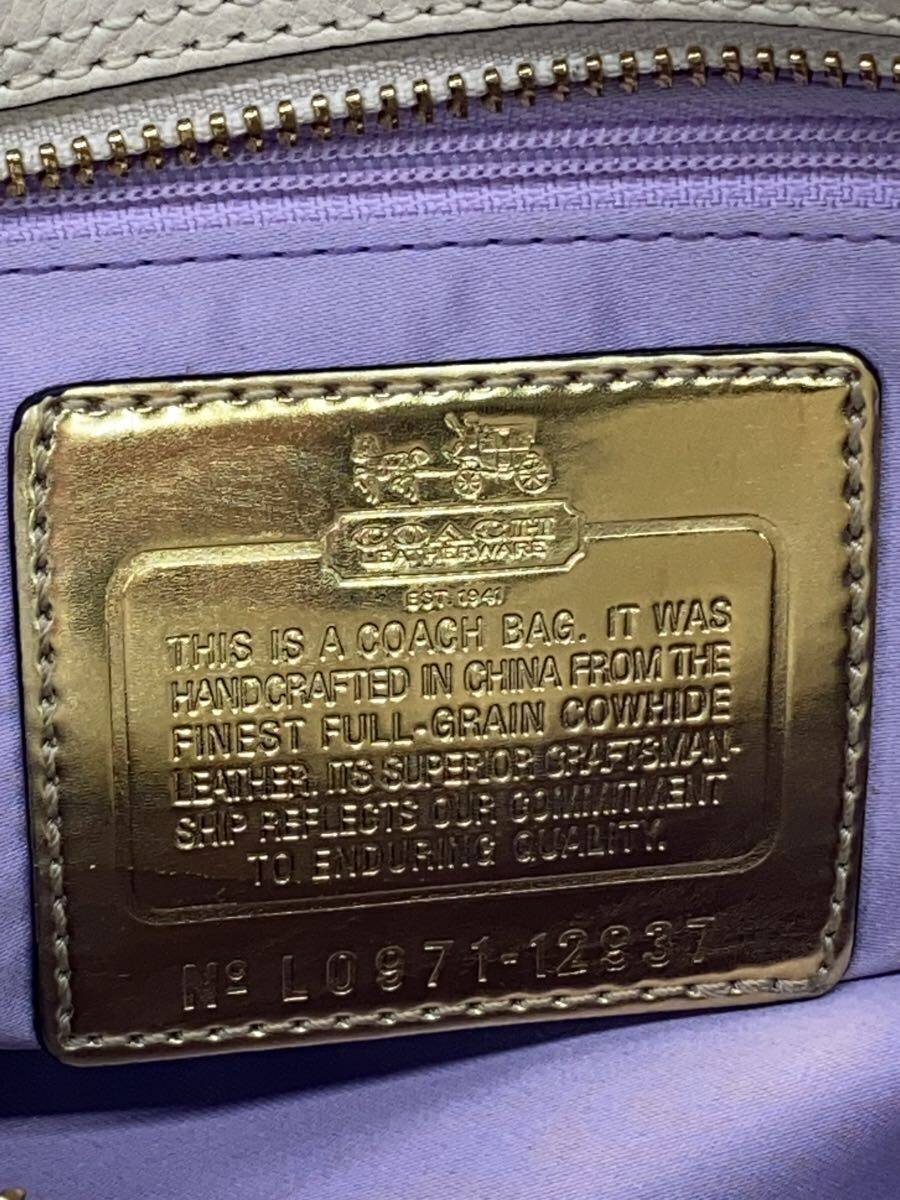 COACH
LEATHERWARE
EST. 1941
THIS IS A COACH BAG. IT WAS
HANDCRAFTED IN CHINA FROM THE
FINEST FULL-GRAIN COWHIDE
LEATHER. ITS SUPERIOR CRAFTSMAN-
SHIP REFLECTS OUR COMMITMENT
TO ENDURING QUALITY.
Nº L0971-12937